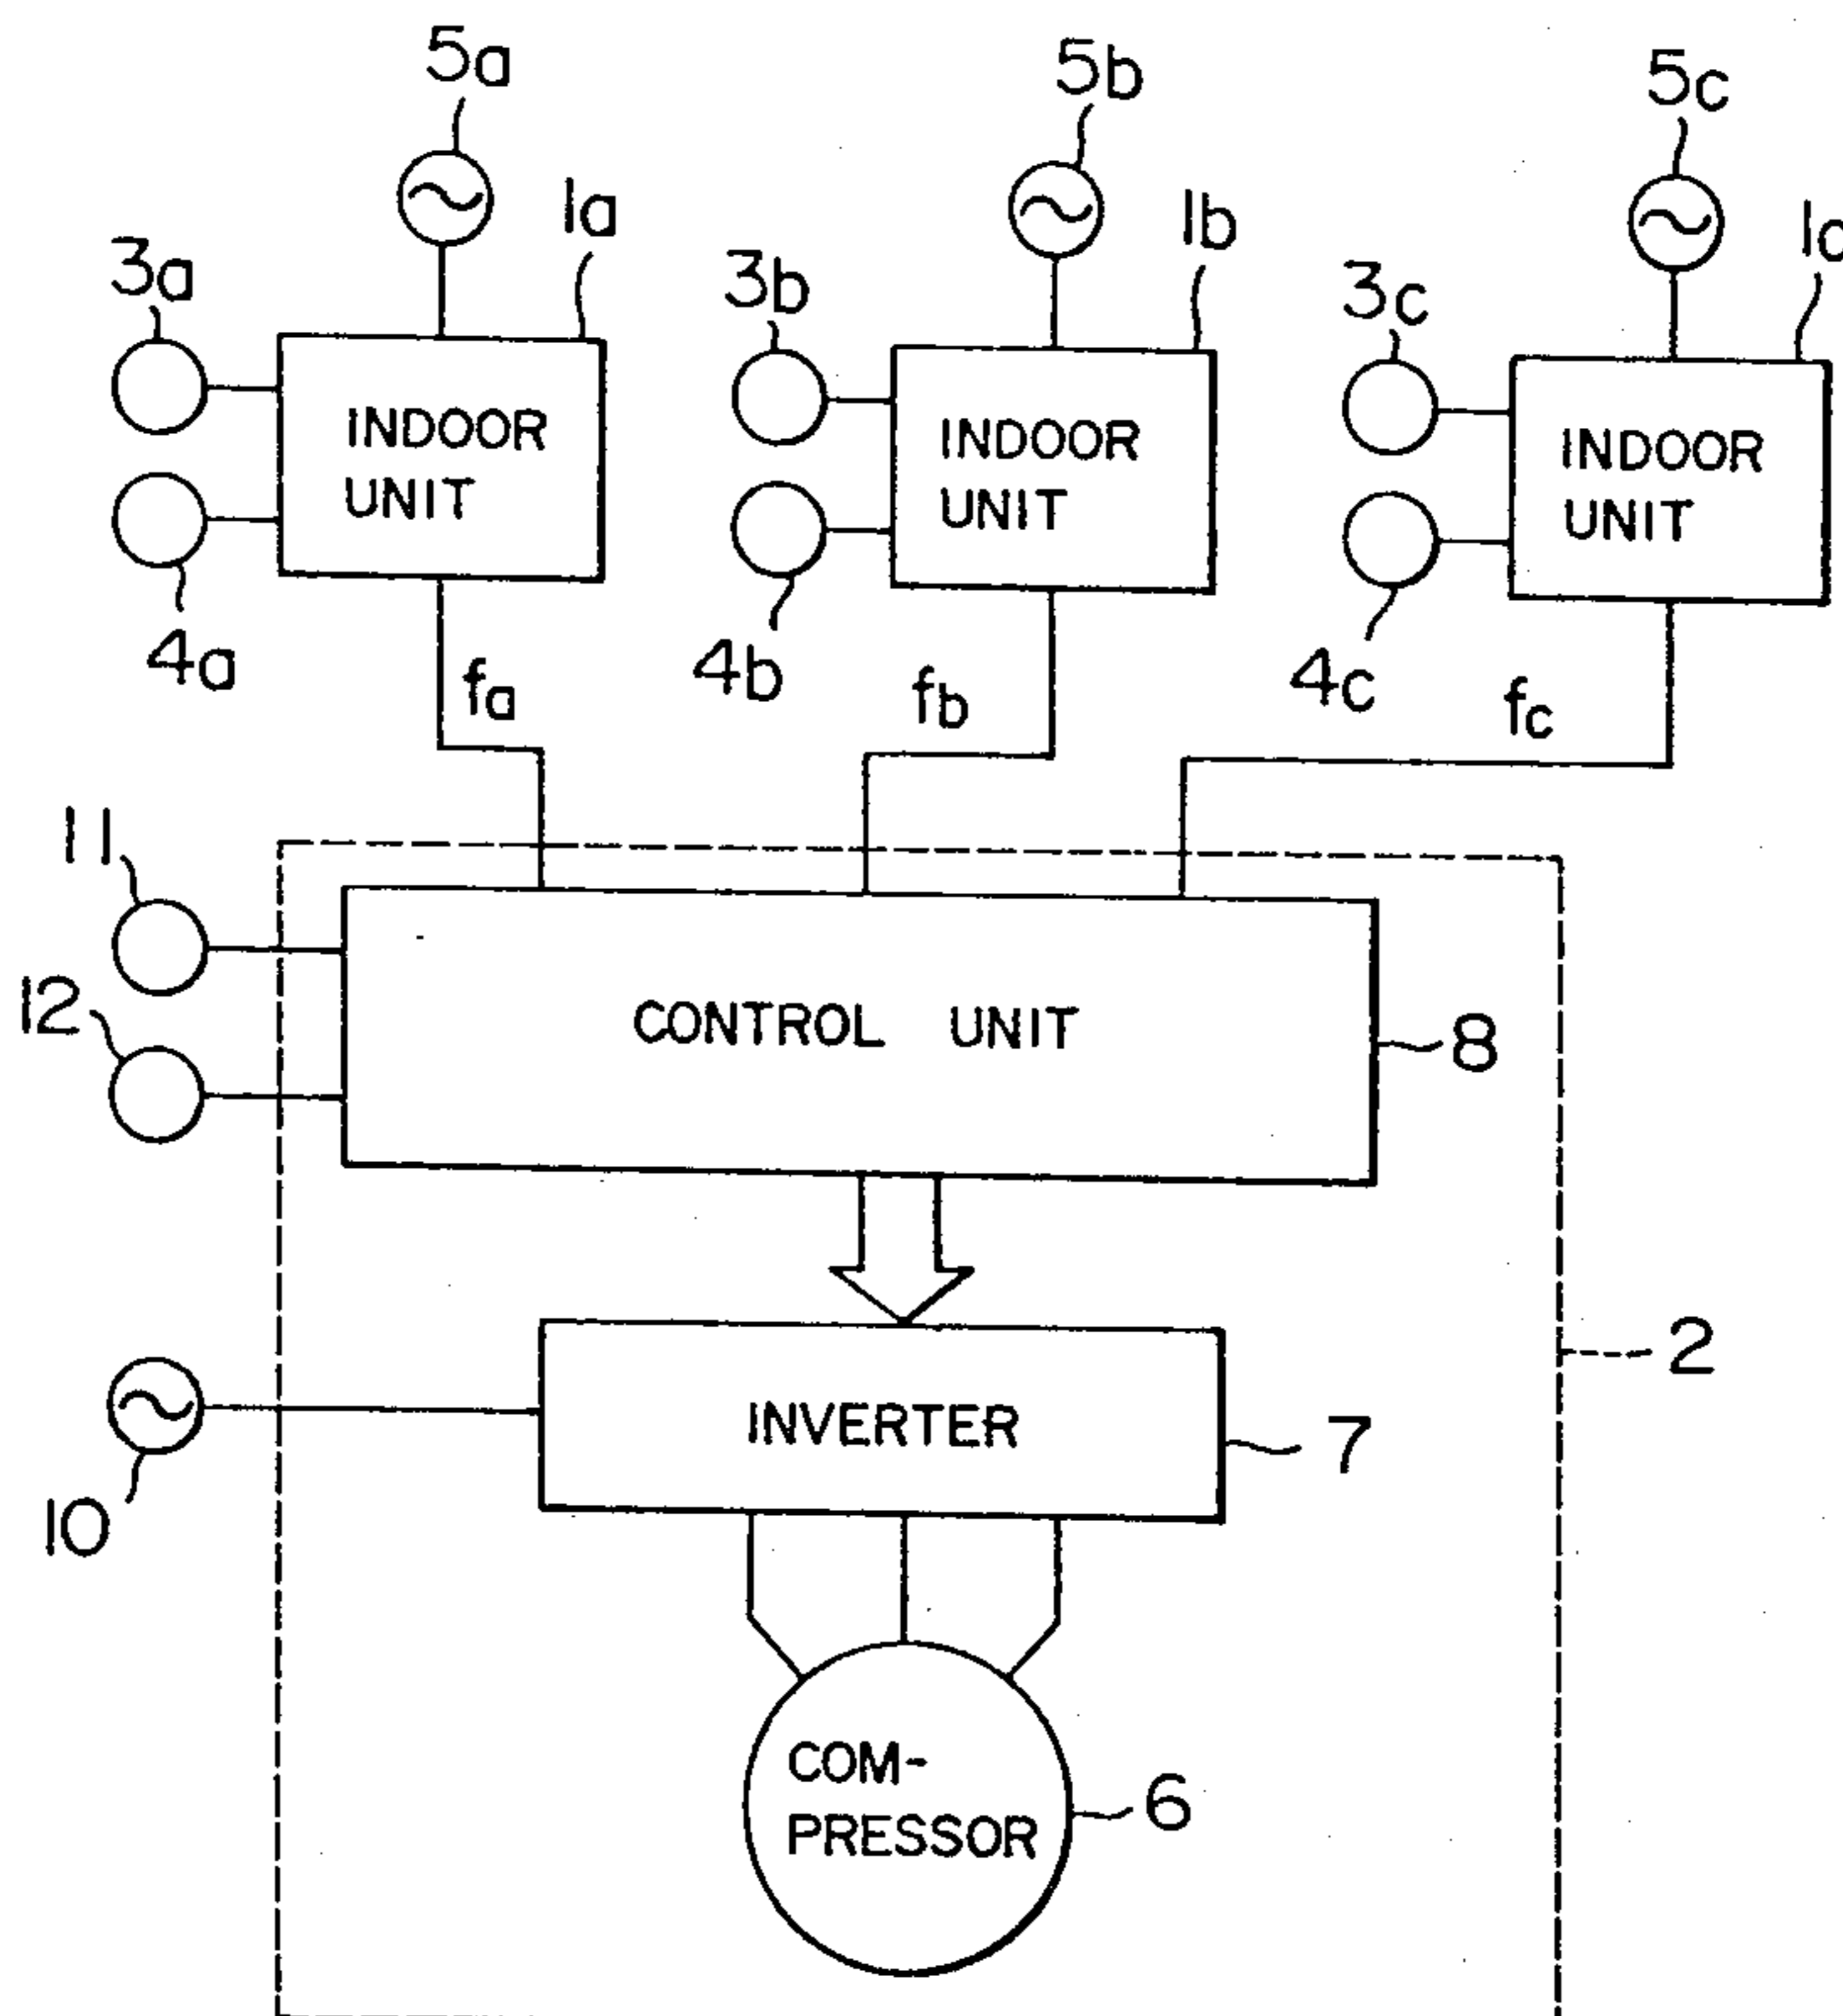 5a
5b
5c
1a
1b
3a
3b
3c
INDOOR
UNIT
INDOOR
UNIT
INDOOR
UNIT
4a
4b
4c
fa
fb
fc
11
12
CONTROL UNIT
8
2
INVERTER
7
10
COM-
PRESSOR
6